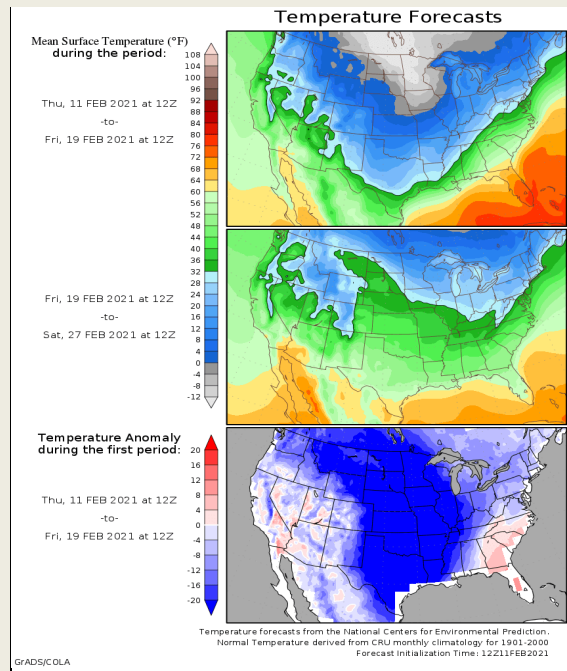 Temperature Forecasts
Mean Surface Temperature (°F)
during the period:
Thu, 11 FEB 2021 at 12Z
-to-
Fri, 19 FEB 2021 at 12Z
108
104
100
96
92
88
84
80
76
72
68
64
60
56
52
48
44
40
36
32
28
24
20
16
12
8
4
0
-4
-8
-12
Fri, 19 FEB 2021 at 12Z
-to-
Sat, 27 FEB 2021 at 12Z
Temperature Anomaly
during the first period:
Thu, 11 FEB 2021 at 12Z
-to-
Fri, 19 FEB 2021 at 12Z
20
16
12
8
4
0
-4
-8
-12
-16
-20
Temperature forecasts from the National Centers for Environmental Prediction.
Normal Temperature derived from CRU monthly climatology for 1901-2000
Forecast Initialization Time: 12Z11FEB2021
GrADS/COLA